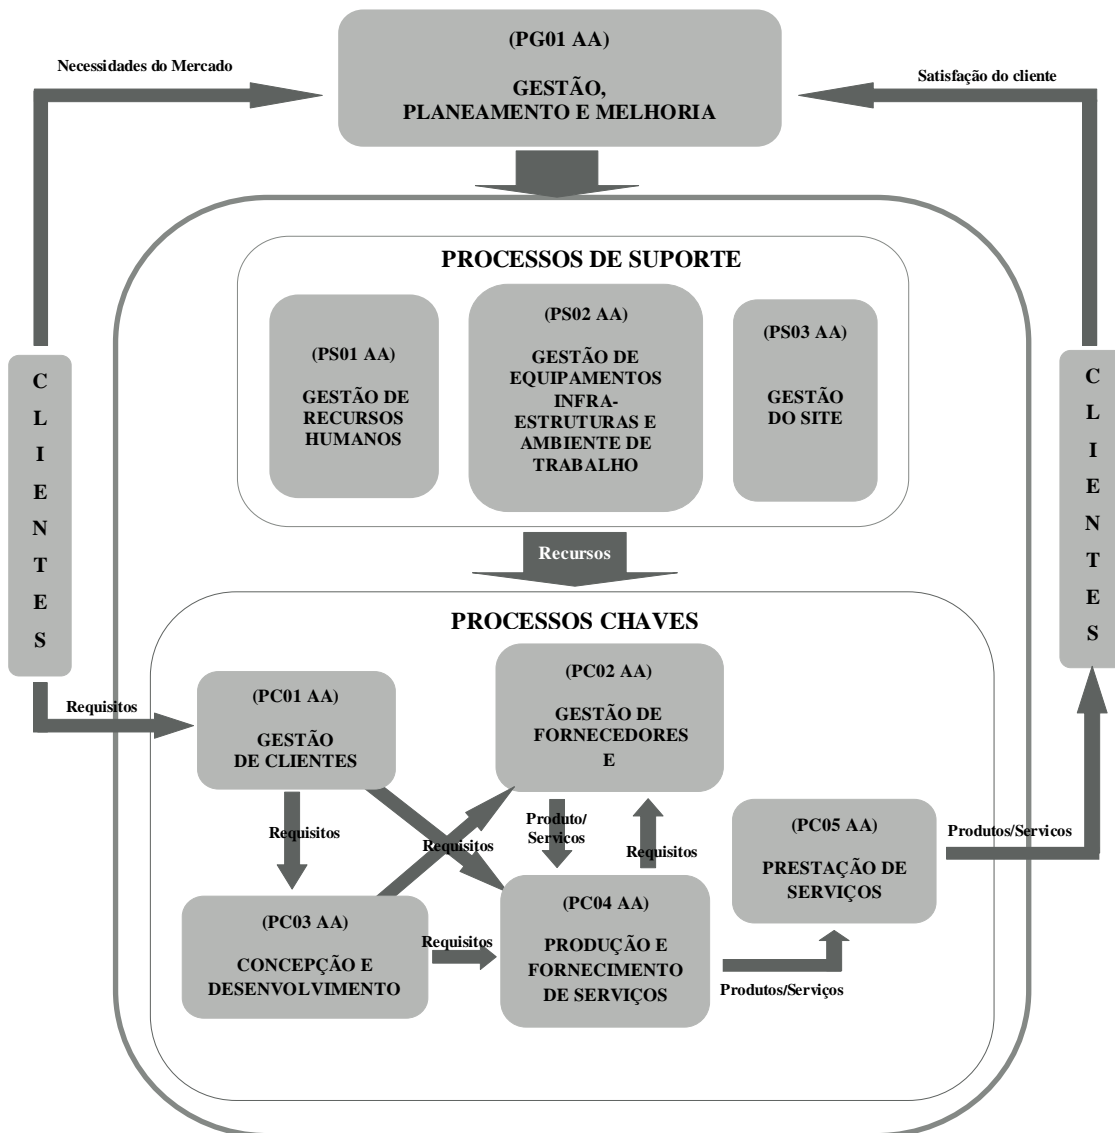 (PG01 AA)
GESTÃO,
PLANEAMENTO E MELHORIA
Necessidades do Mercado
Satisfação do cliente
PROCESSOS DE SUPORTE
(PS01 AA)
GESTÃO DE
RECURSOS
HUMANOS
(PS02 AA)
GESTÃO DE
EQUIPAMENTOS
INFRA-
ESTRUTURAS E
AMBIENTE DE
TRABALHO
(PS03 AA)
GESTÃO
DO SITE
C
L
I
E
N
T
E
S
C
L
I
E
N
T
E
S
Recursos
PROCESSOS CHAVES
Requisitos
(PC01 AA)
GESTÃO
DE CLIENTES
(PC02 AA)
GESTÃO DE
FORNECEDORES
E
Requisitos
Requisitos
Produto/
Serviços
Requisitos
(PC05 AA)
PRESTAÇÃO DE
SERVIÇOS
Produtos/Servicos
(PC03 AA)
CONCEPÇÃO E
DESENVOLVIMENTO
Requisitos
(PC04 AA)
PRODUÇÃO E
FORNECIMENTO
DE SERVIÇOS
Produtos/Serviços